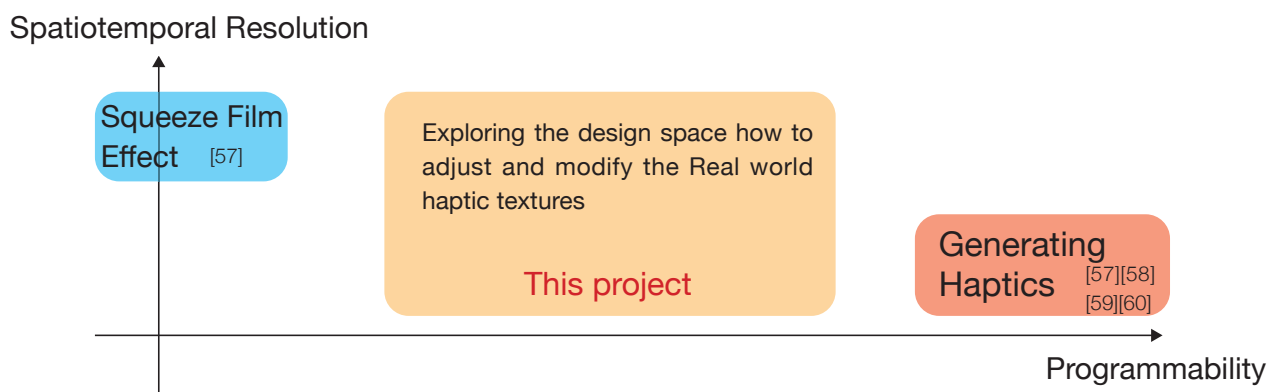 Spatiotemporal Resolution
Squeeze Film
Effect [57]
Exploring the design space how to
adjust and modify the Real world
haptic textures
This project
Generating
Haptics [57][58]
[59][60]
Programmability